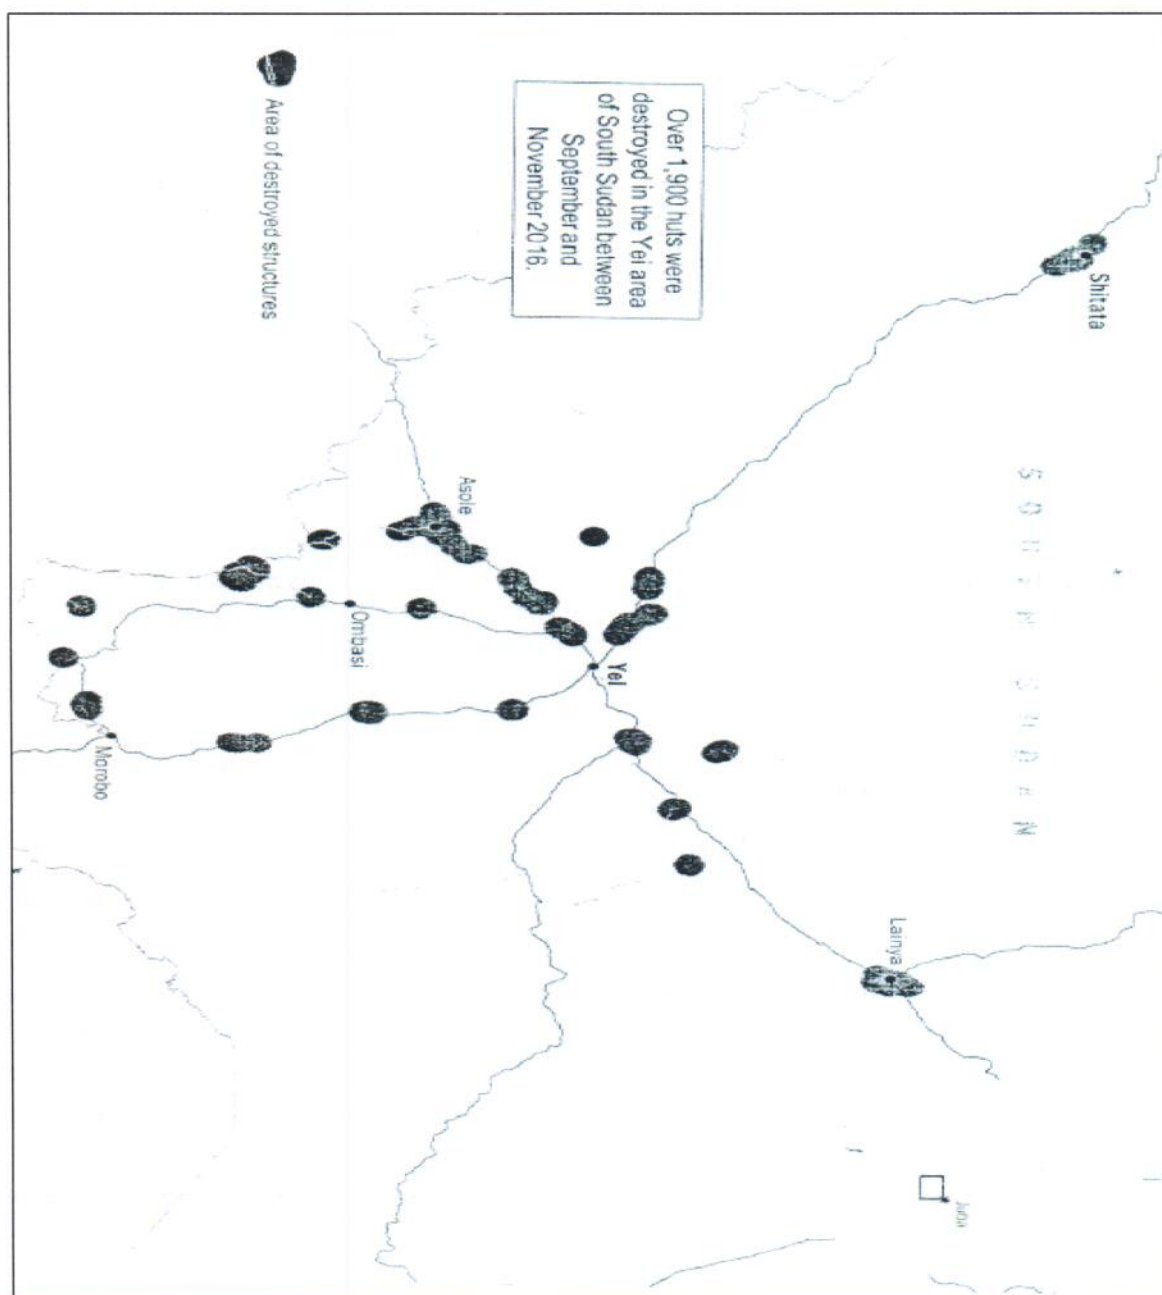 Over 1,900 huts were
destroyed in the Yei area
of South Sudan between
September and
November 2016.
Area of destroyed structures
Shitata
SOUTH SUDAN
Asole
Ombasi
Yei
Morobo
Lainya
Juba